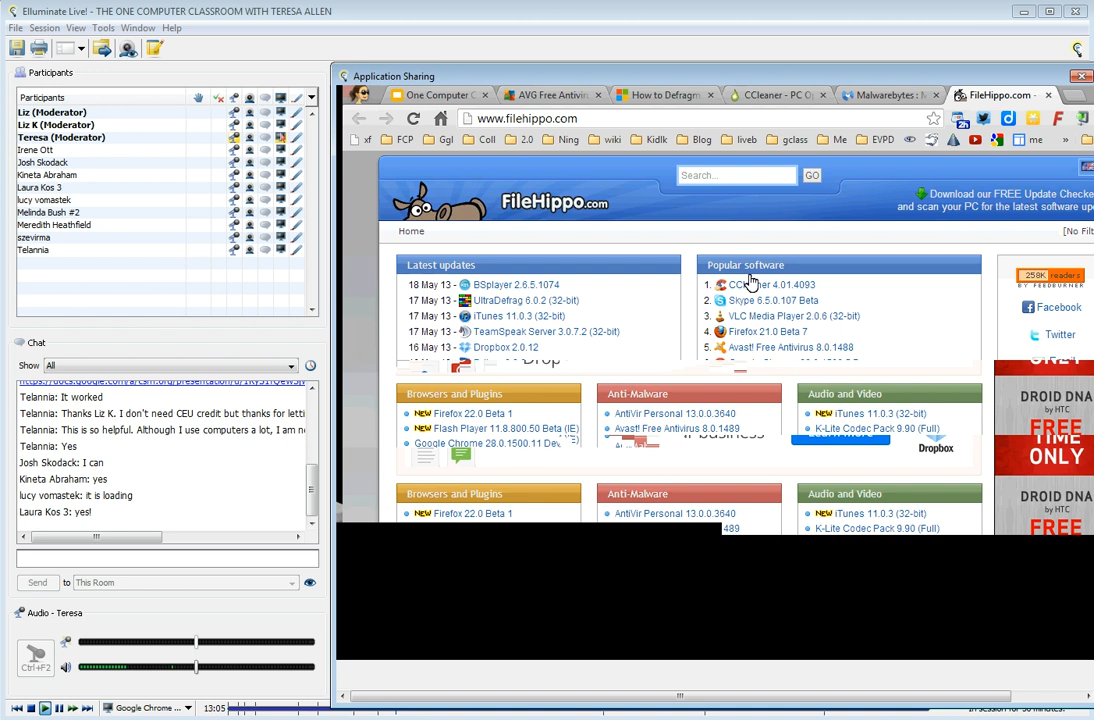 Elluminate Live! - THE ONE COMPUTER CLASSROOM WITH TERESA ALLEN
File Session View Tools Window Help
Participants
Participants
Liz (Moderator)
Liz K (Moderator)
Teresa (Moderator)
Irene Ott
Josh Skodack
Kineta Abraham
Laura Kos 3
lucy vomastek
Melinda Bush #2
Meredith Heathfield
szevirma
Telannia
Chat
Show All
Telannia: It worked
Telannia: Thanks Liz K. I don't need CEU credit but thanks for letti
Telannia: This is so helpful. Although I use computers a lot, I am n
Telannia: Yes
Josh Skodack: I can
Kineta Abraham: yes
lucy vomastek: it is loading
Laura Kos 3: yes!
Send to This Room
Audio - Teresa
Ctrl+F2
Google Chrome ... 13:05
Application Sharing
One Computer C
AVG Free Antivin
How to Defragm
CCleaner - PC Op
Malwarebytes : M
FileHippo.com -
www.filehippo.com
xf FCP Ggl Coll 2.0 Ning wiki Kidlk Blog liveb gclass Me EVPD me »
Search... GO
FileHippo.com
Download our FREE Update Checke
and scan your PC for the latest software up
Home
[No Filt
Latest updates
18 May 13 - BSplayer 2.6.5.1074
17 May 13 - UltraDefrag 6.0.2 (32-bit)
17 May 13 - iTunes 11.0.3 (32-bit)
17 May 13 - TeamSpeak Server 3.0.7.2 (32-bit)
16 May 13 - Dropbox 2.0.12
Popular software
1. CCleaner 4.01.4093
2. Skype 6.5.0.107 Beta
3. VLC Media Player 2.0.6 (32-bit)
4. Firefox 21.0 Beta 7
5. Avast! Free Antivirus 8.0.1488
258K readers
BY FEEDBURNER
Facebook
Twitter
Browsers and Plugins
NEW Firefox 22.0 Beta 1
NEW Flash Player 11.8.800.50 Beta (IE)
Google Chrome 28.0.1500.11 Dev
Anti-Malware
AntiVir Personal 13.0.0.3640
Avast! Free Antivirus 8.0.1489
Audio and Video
NEW iTunes 11.0.3 (32-bit)
K-Lite Codec Pack 9.90 (Full)
Dropbox
DROID DNA
by HTC
FREE
TIME
ONLY
Browsers and Plugins
NEW Firefox 22.0 Beta 1
Anti-Malware
AntiVir Personal 13.0.0.3640
489
Audio and Video
NEW iTunes 11.0.3 (32-bit)
K-Lite Codec Pack 9.90 (Full)
DROID DNA
by HTC
FREE